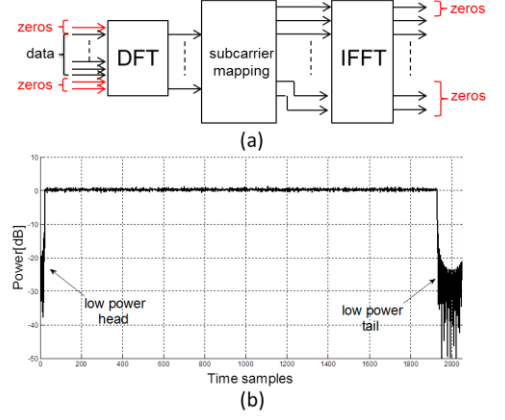 zeros
data
zeros
DFT
subcarrier
mapping
IFFT
zeros
zeros
(a)
Power[dB]
10
0
-10
-20
-30
-40
-50
low power
head
low power
tail
0 200 400 600 800 1000 1200 1400 1600 1800 2000
Time samples
(b)